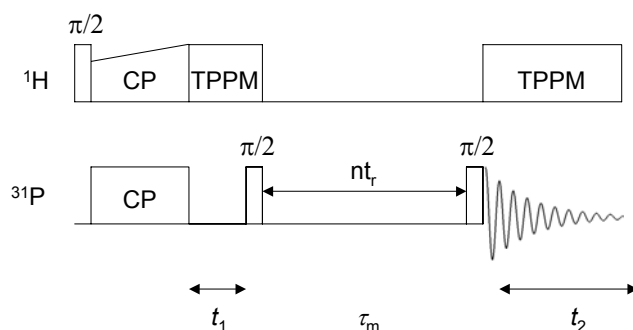 π/2
¹H CP TPPM TPPM
π/2 π/2
³¹P CP ntᵣ
t₁ τₘ t₂